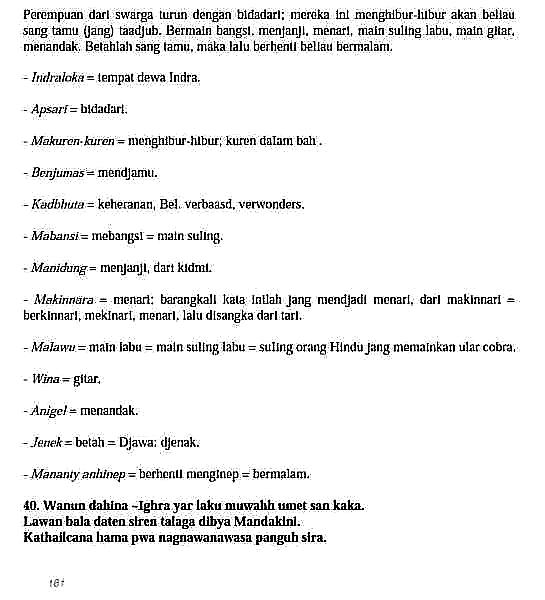 Perempuan dari swarga turun dengan bidadari; mereka ini menghibur-hibur akan beliau
sang tamu (jang) taadjub. Bermain bangsi, menjanji, menari, main suling labu, main gitar,
menandak. Betahlah sang tamu, maka lalu berhenti beliau bermalam.
- Indraloka = tempat dewa Indra.
- Apsari = bidadari.
- Makuren-kuren = menghibur-hibur; kuren dalam bah .
- Benjumas = mendjamu.
- Kadbhuta = keheranan, Bel. verbaasd, verwonders.
- Mabansi = mebangsi = main suling.
- Manidung = menjanji, dari kidmi.
- Makinnara = menari; barangkali kata inilah jang mendjadi menari, dari makinnari =
berkinnari, mekinari, menari, lalu disangka dari tari.
- Malawu = main labu = main suling labu = suling orang Hindu jang memainkan ular cobra.
- Wina = gitar.
- Anigel = menandak.
- Jenek = betah = Djawa: djenak.
- Mananty anhinep = berhenti menginep = bermalam.
40. Wanun dahina –Ighra yar laku muwahh umet san kaka.
Lawan bala daten siren talaga dibya Mandakini.
Kathailcana hama pwa nagnawanawasa panguh sira.
181